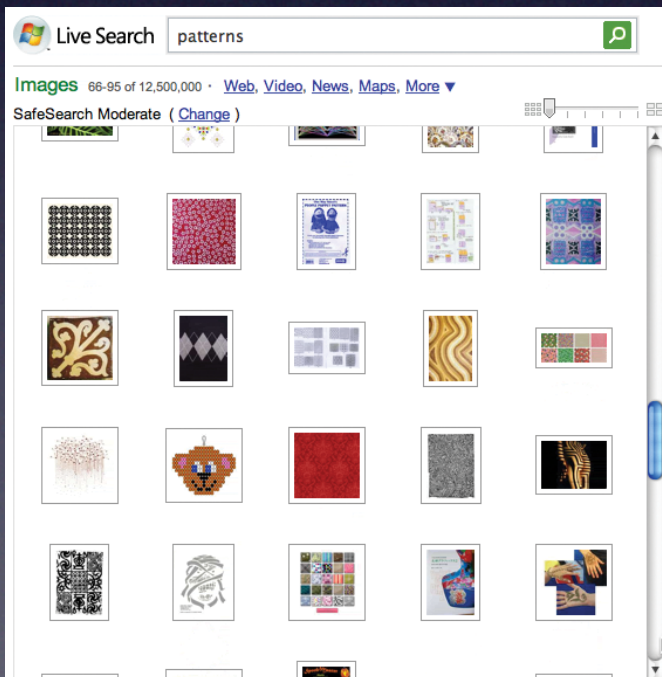 Live Search patterns
Images 66-95 of 12,500,000 · Web, Video, News, Maps, More ▼
SafeSearch Moderate ( Change )